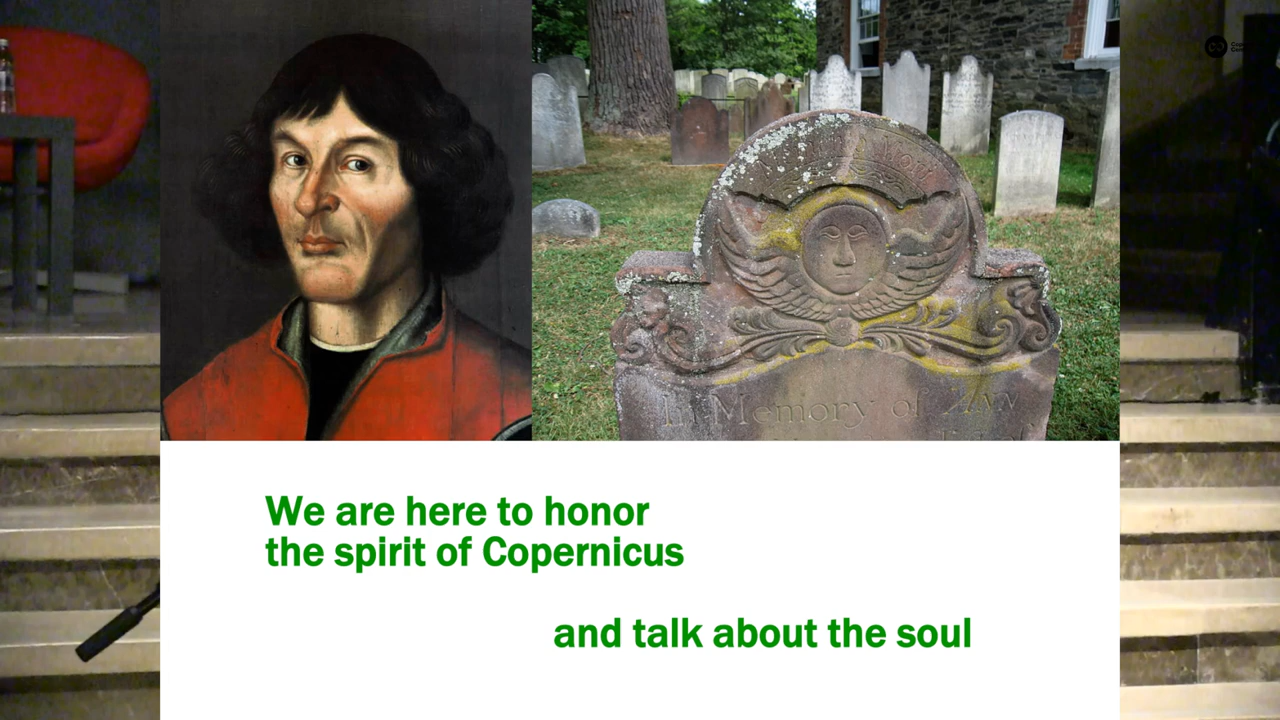 In Memory of
We are here to honor
the spirit of Copernicus
and talk about the soul